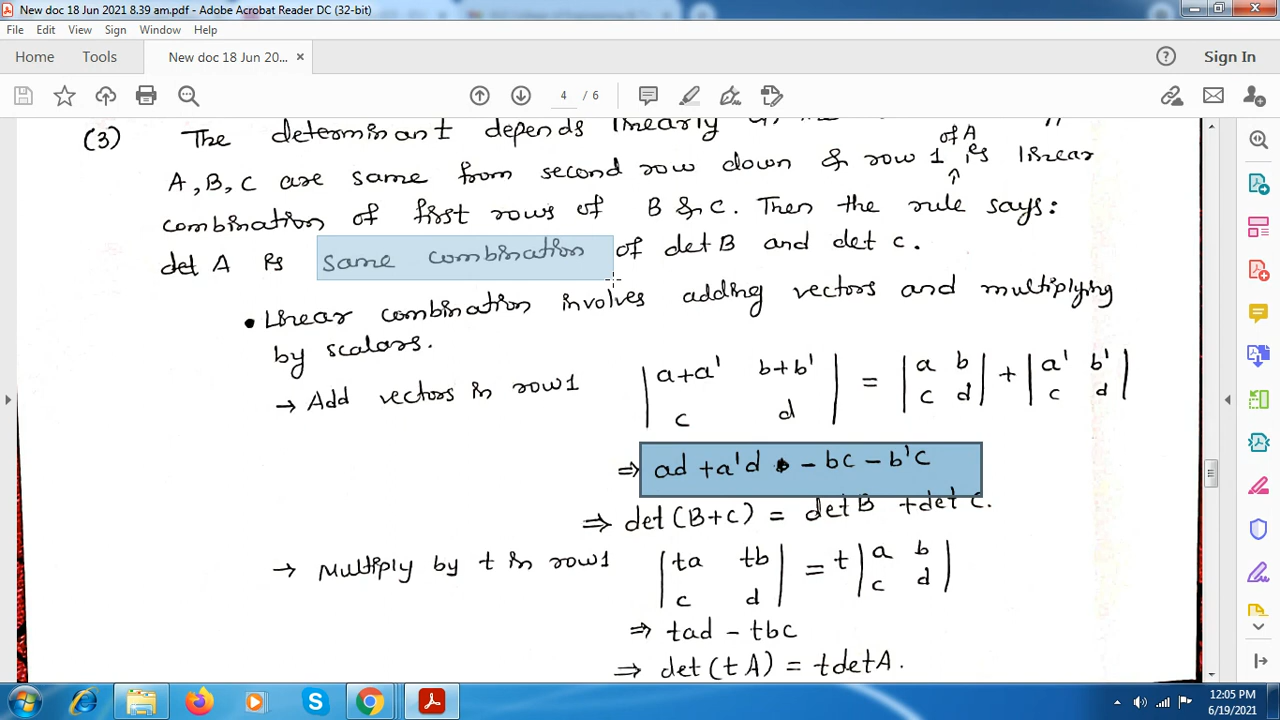 New doc 18 Jun 2021 8.39 am.pdf - Adobe Acrobat Reader DC (32-bit)
File Edit View Sign Window Help
Home Tools New doc 18 Jun 20... × Sign In
4 / 6
(3) The determinant depends linearly
of A
A, B, C are same from second row down & row 1 is linear
combination of first rows of B & C. Then the rule says:
det A is same combination of det B and det C.
• Linear combination involves adding vectors and multiplying
by scalars.
→ Add vectors in row 1 | a+a' b+b' | = | a b | + | a' b' |
| c d | | c d | | c d |
⇒ ad + a'd - bc - b'c
⇒ det(B+C) = det B + det C.
→ Multiply by t in row 1 | ta tb | = t | a b |
| c d | | c d |
⇒ tad - tbc
⇒ det(tA) = t det A.
12:05 PM
6/19/2021